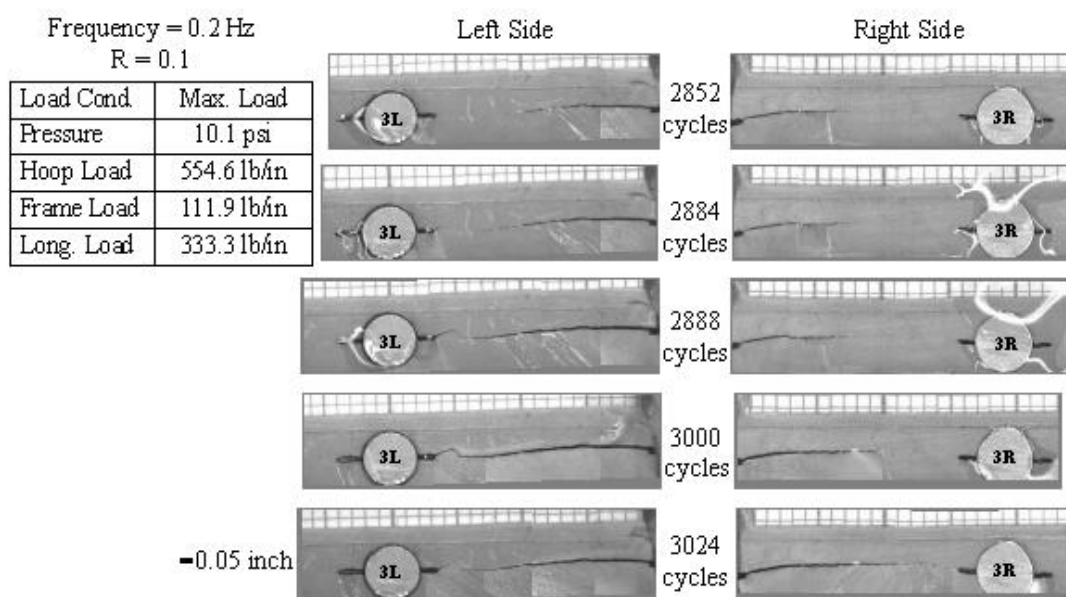 Frequency = 0.2 Hz
R = 0.1
Load Cond Max. Load
Pressure 10.1 psi
Hoop Load 554.6 lb/in
Frame Load 111.9 lb/in
Long. Load 333.3 lb/in
Left Side Right Side
3L 2852 cycles 3R
3L 2884 cycles 3R
3L 2888 cycles 3R
3L 3000 cycles 3R
=0.05 inch 3L 3024 cycles 3R